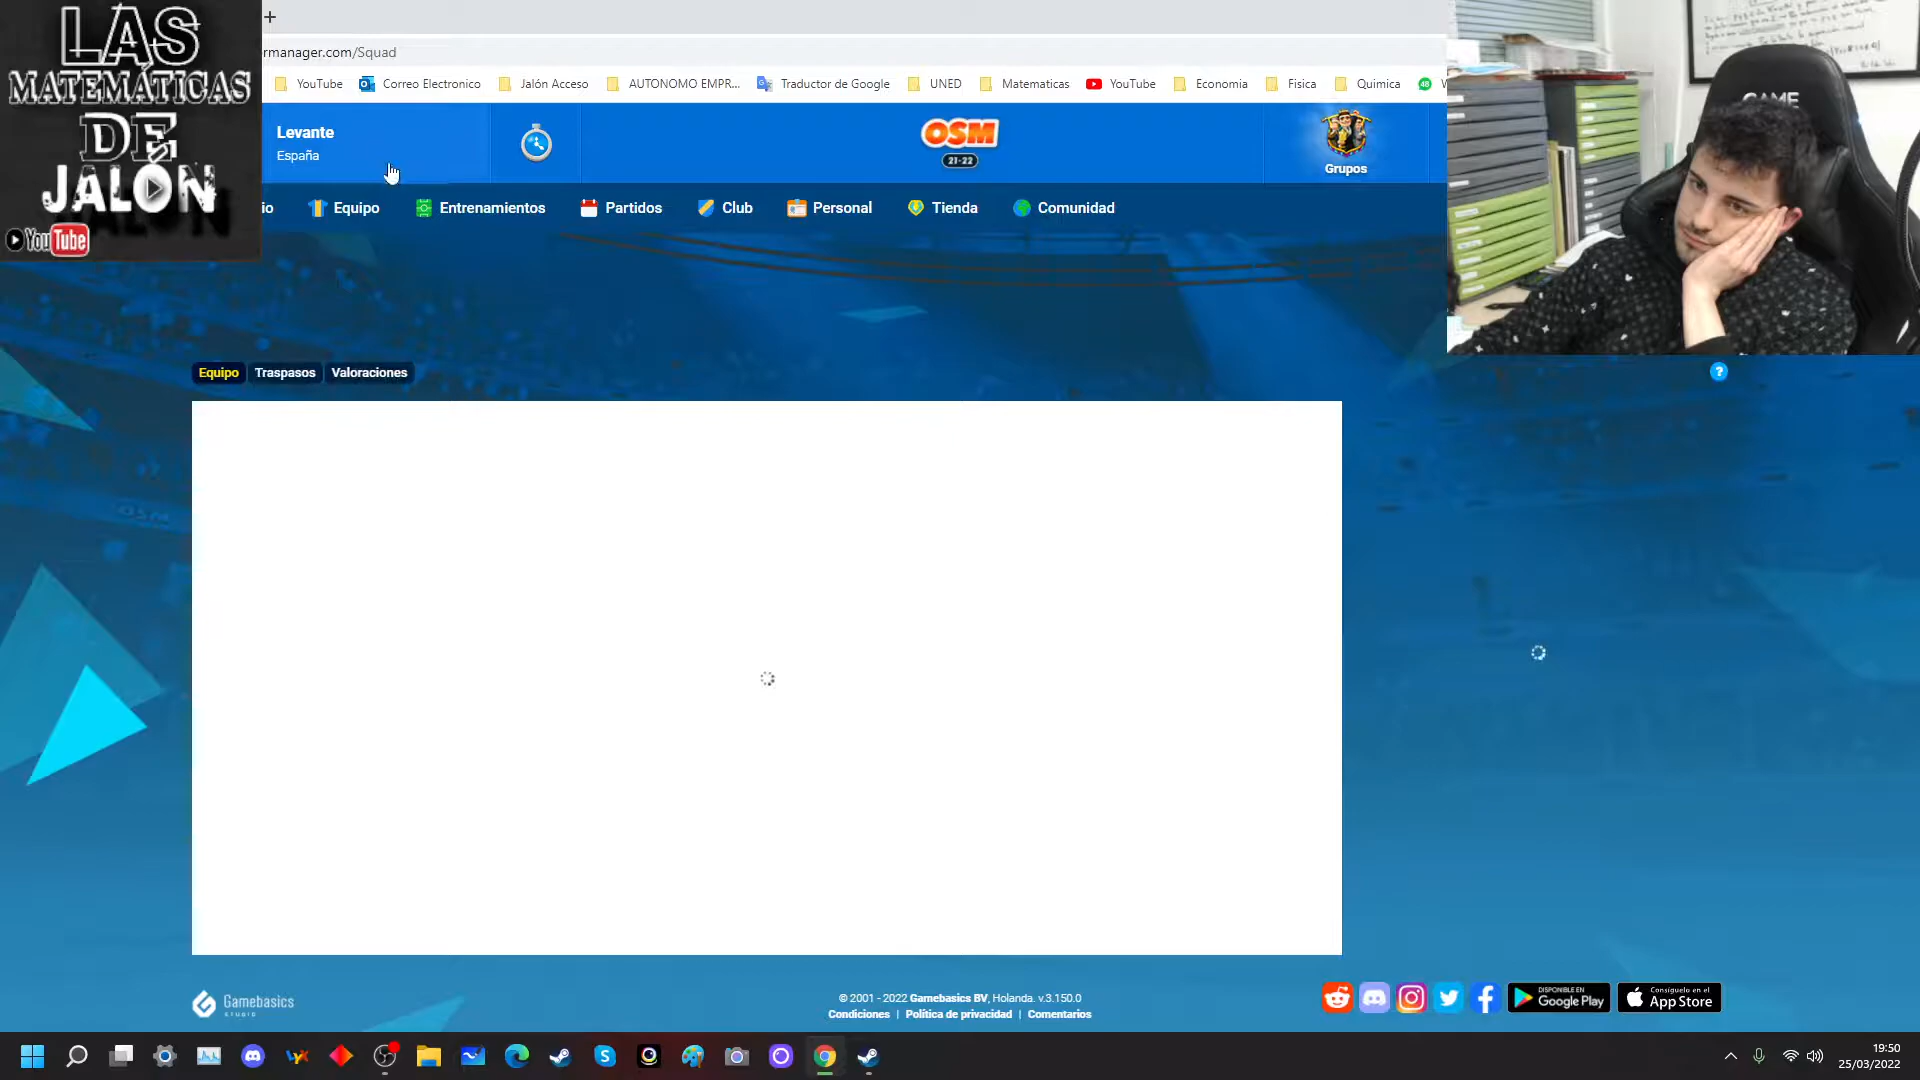 LAS
MATEMÁTICAS
DE
JALÓN
YouTube
rmanager.com/Squad
YouTube Correo Electronico Jalón Acceso AUTONOMO EMPR... Traductor de Google UNED Matematicas YouTube Economia Fisica Quimica
Levante
España
OSM
21-22
Grupos
io Equipo Entrenamientos Partidos Club Personal Tienda Comunidad
GAME
Equipo Traspasos Valoraciones
?
Gamebasics
STUDIO
© 2001 - 2022 Gamebasics BV, Holanda. v.3.150.0
Condiciones | Política de privacidad | Comentarios
DISPONIBLE EN
Google Play
Consíguelo en el
App Store
19:50
25/03/2022